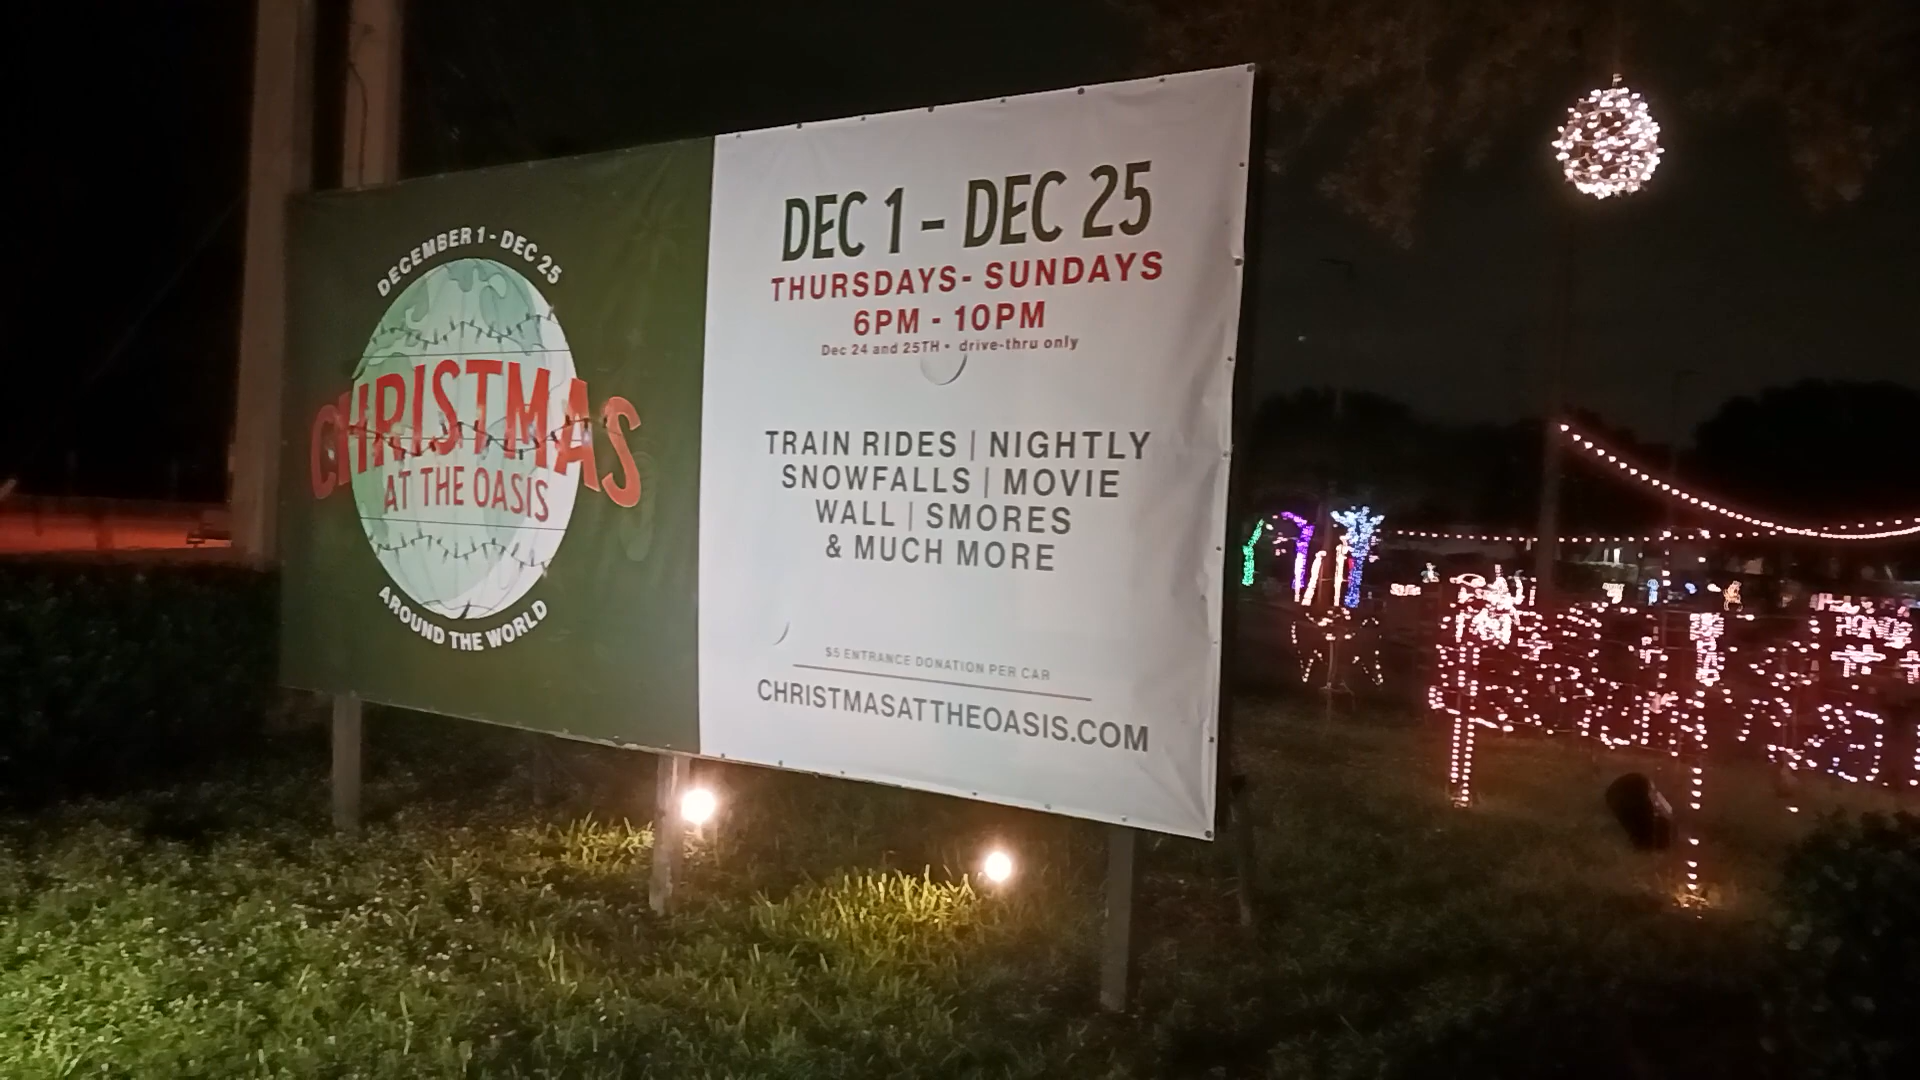 DECEMBER 1 - DEC 25
CHRISTMAS
AT THE OASIS
AROUND THE WORLD
DEC 1 - DEC 25
THURSDAYS- SUNDAYS
6PM - 10PM
Dec 24 and 25TH • drive-thru only
TRAIN RIDES | NIGHTLY
SNOWFALLS | MOVIE
WALL | SMORES
& MUCH MORE
$5 ENTRANCE DONATION PER CAR
CHRISTMASATTHEOASIS.COM